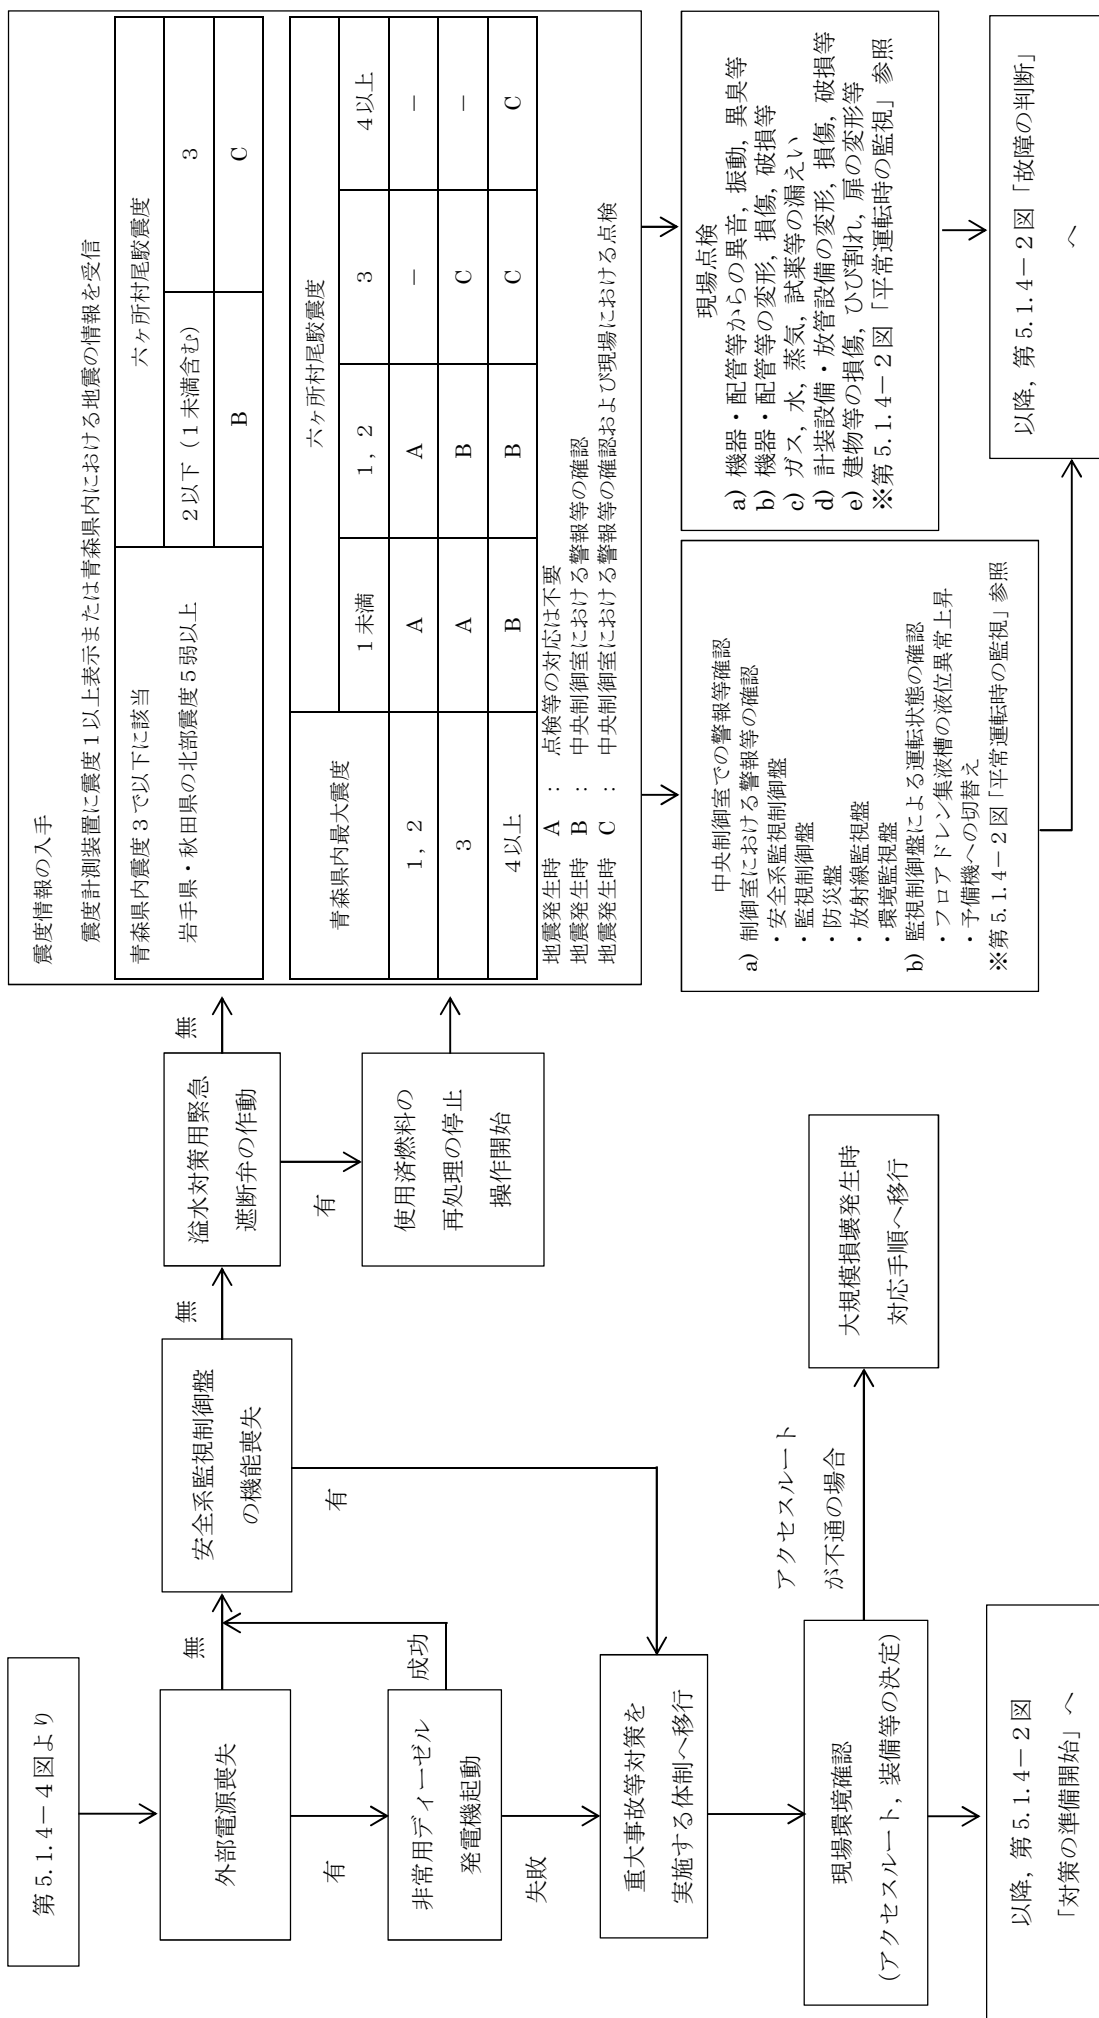 第5.1.4−4図より
外部電源喪失
無
有
非常用ディーゼル
発電機起動
成功
失敗
重大事故等対策を
実施する体制へ移行
現場環境確認
(アクセスルート，装備等の決定)
以降，第5.1.4−2図
「対策の準備開始」へ
アクセスルート
が不通の場合
大規模損壊発生時
対応手順へ移行
安全系監視制御盤
の機能喪失
有
無
溢水対策用緊急
遮断弁の作動
無
有
使用済燃料の
再処理の停止
操作開始
震度情報の入手
震度計測装置に震度１以上表示または青森県内における地震の情報を受信
青森県内震度３で以下に該当
六ヶ所村尾駮震度
岩手県・秋田県の北部震度５弱以上
２以下（１未満含む）
３
B
C
青森県内最大震度
六ヶ所村尾駮震度
１未満
１，２
３
４以上
１，２
A
A
－
－
３
A
B
C
－
４以上
B
B
C
C
地震発生時　A　：　点検等の対応は不要
地震発生時　B　：　中央制御室における警報等の確認
地震発生時　C　：　中央制御室における警報等の確認および現場における点検
中央制御室での警報等確認
a) 制御室における警報等の確認
・安全系監視制御盤
・監視制御盤
・防災盤
・放射線監視盤
・環境監視盤
b) 監視制御盤による運転状態の確認
・フロアドレン集液槽の液位異常上昇
・予備機への切替え
※第5.1.4−2図「平常運転時の監視」参照
現場点検
a) 機器・配管等からの異音，振動，異臭等
b) 機器・配管等の変形，損傷，破損等
c) ガス，水，蒸気，試薬等の漏えい
d) 計装設備・放管設備の変形，損傷，破損等
e) 建物等の損傷，ひび割れ，扉の変形等
※第5.1.4−2図「平常運転時の監視」参照
以降，第5.1.4−2図「故障の判断」
へ